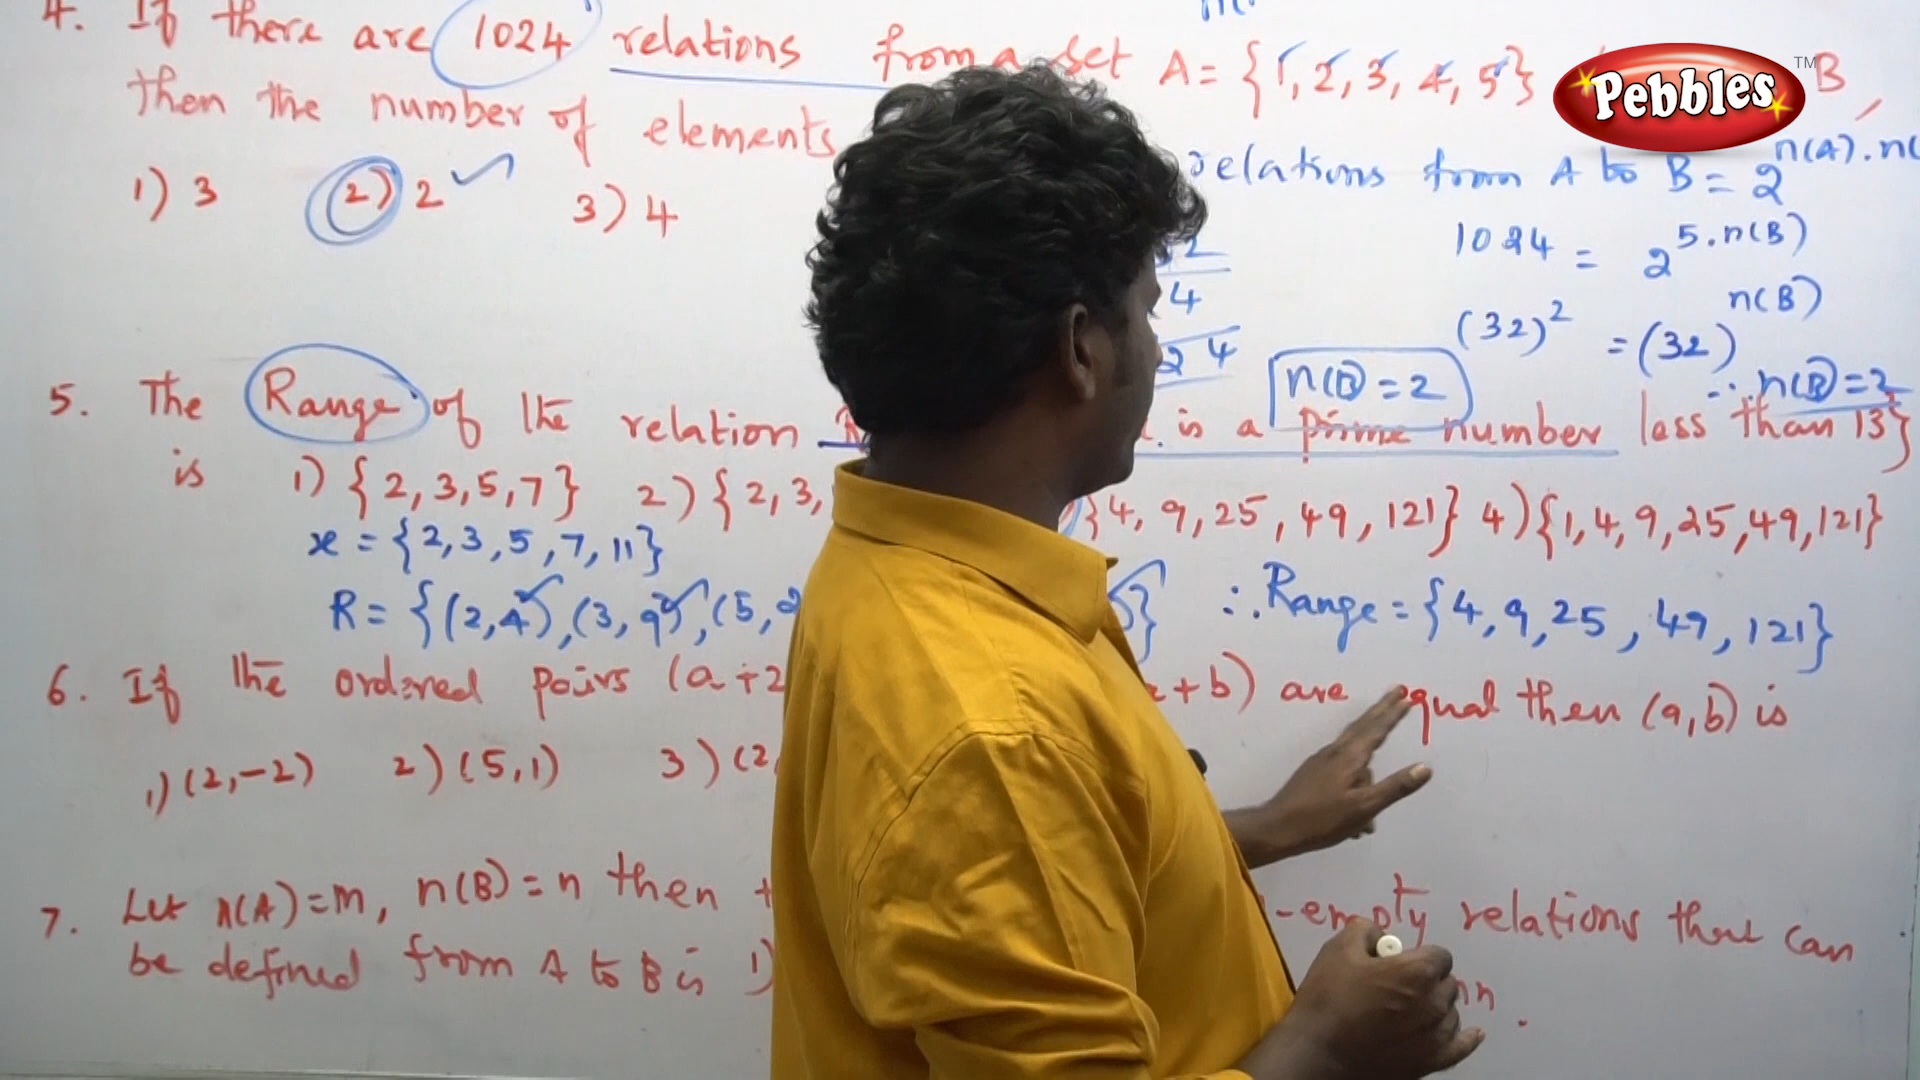 4. If there are 1024 relations from a set A = {1, 2, 3, 4, 5} B,
Pebbles TM
then the number of elements
relations from A to B = 2^n(A).n(
1) 3 2) 2 3) 4
1024 = 2^5.n(B)
(32)^2 = (32)^n(B)
n(B) = 2 ∴ n(B) = 2
5. The Range of the relation is a prime number less than 13}
is 1) {2, 3, 5, 7} 2) {2, 3, {4, 9, 25, 49, 121} 4) {1, 4, 9, 25, 49, 121}
x = {2, 3, 5, 7, 11}
R = {(2, 4), (3, 9), (5, 2 )} ∴ Range = {4, 9, 25, 49, 121}
6. If the ordered pairs (a+2 +b) are equal then (a, b) is
1) (2, -2) 2) (5, 1) 3) (2,
7. Let n(A) = m, n(B) = n then -empty relations that can
be defined from A to B is 1)